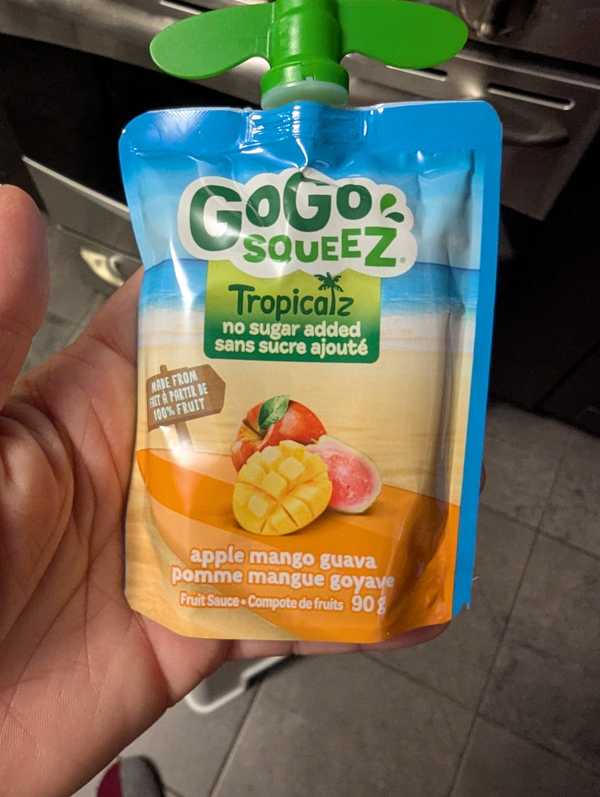 GoGo
SQUEEZ®
Tropicalz
no sugar added
sans sucre ajouté
MADE FROM
FAIT À PARTIR DE
100% FRUIT
apple mango guava
pomme mangue goyave
Fruit Sauce • Compote de fruits 90 g